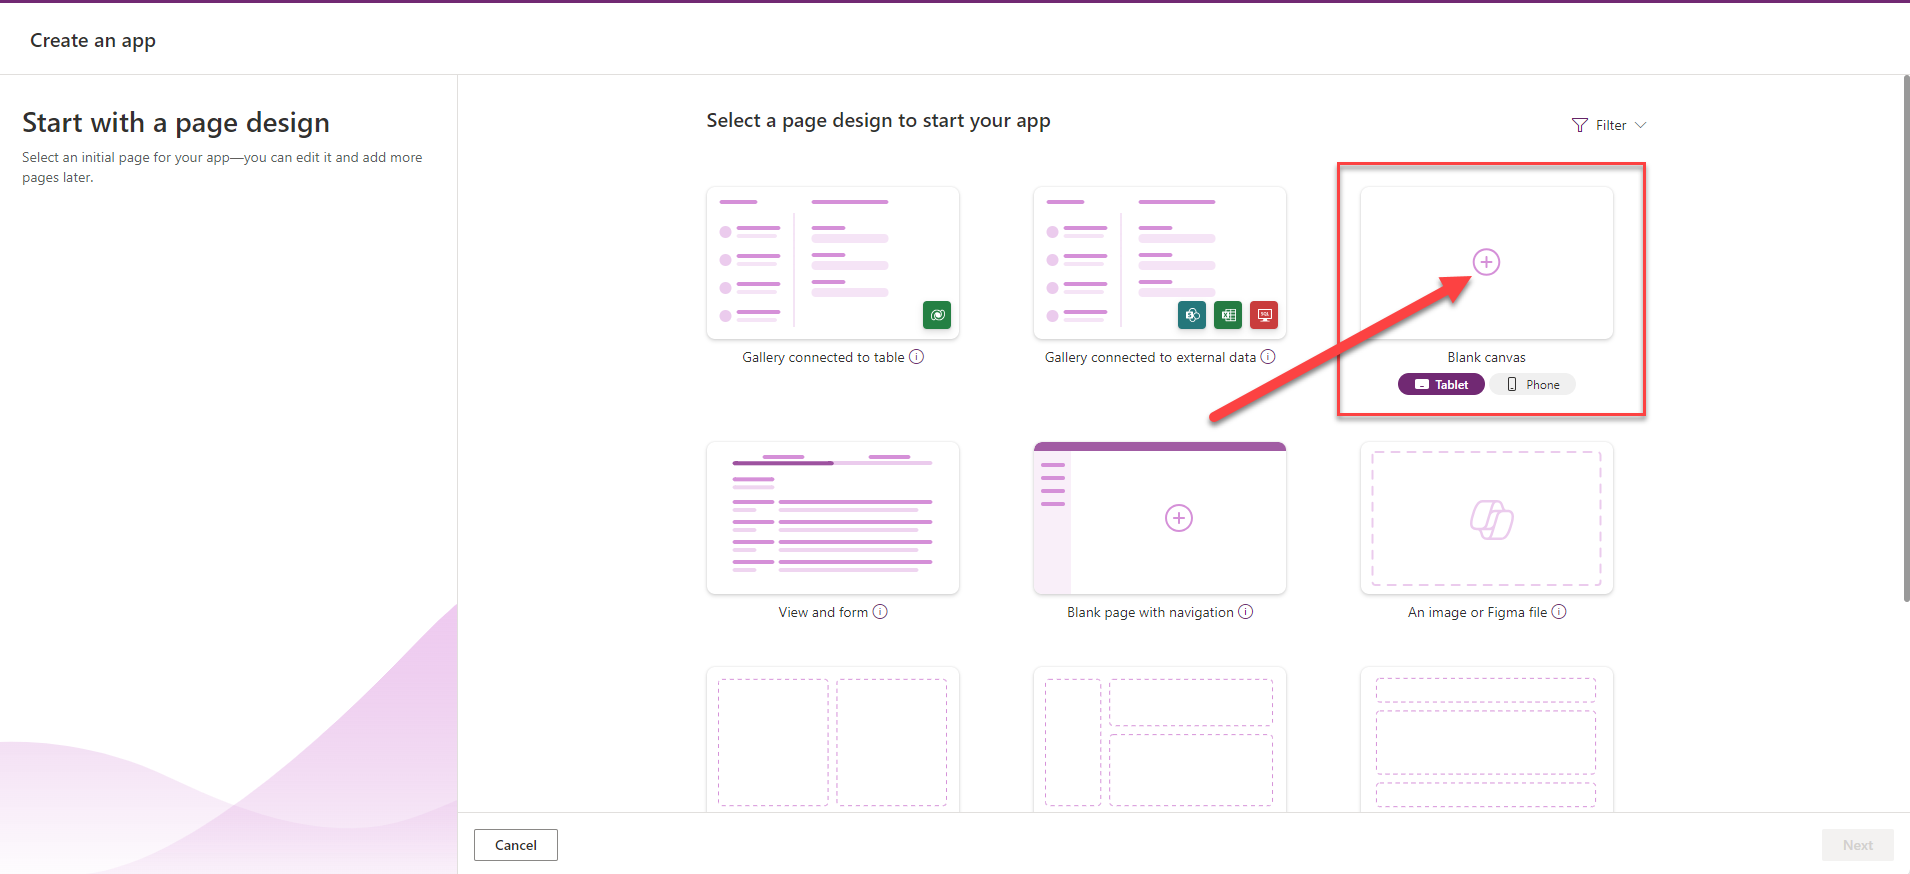 Create an app
Start with a page design
Select an initial page for your app—you can edit it and add more
pages later.
Select a page design to start your app
Filter
Gallery connected to table
SQL
Gallery connected to external data
Blank canvas
Tablet
Phone
View and form
Blank page with navigation
An image or Figma file
Cancel
Next